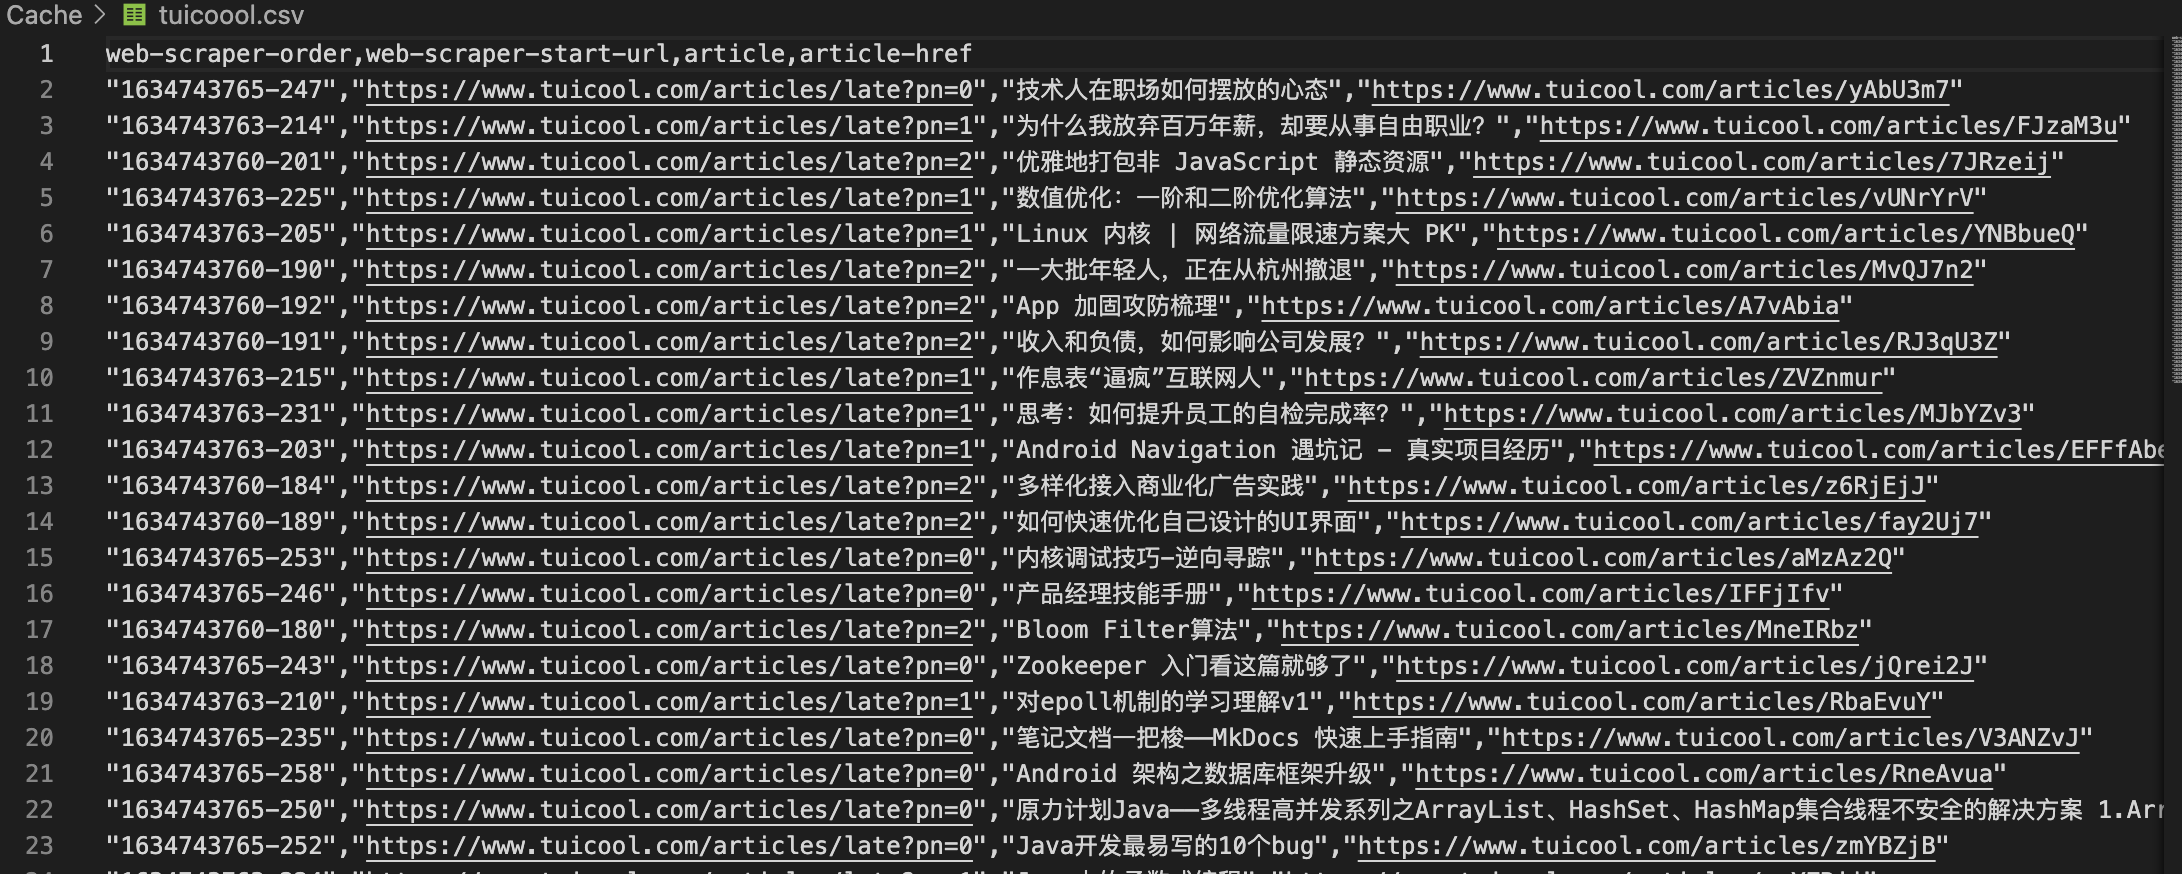 Cache > tuicoool.csv
1 web-scraper-order,web-scraper-start-url,article,article-href
2 "1634743765-247","https://www.tuicool.com/articles/late?pn=0","技术人在职场如何摆放的心态","https://www.tuicool.com/articles/yAbU3m7"
3 "1634743763-214","https://www.tuicool.com/articles/late?pn=1","为什么我放弃百万年薪，却要从事自由职业？","https://www.tuicool.com/articles/FJzaM3u"
4 "1634743760-201","https://www.tuicool.com/articles/late?pn=2","优雅地打包非 JavaScript 静态资源","https://www.tuicool.com/articles/7JRzeij"
5 "1634743763-225","https://www.tuicool.com/articles/late?pn=1","数值优化：一阶和二阶优化算法","https://www.tuicool.com/articles/vUNrYrV"
6 "1634743763-205","https://www.tuicool.com/articles/late?pn=1","Linux 内核 | 网络流量限速方案大 PK","https://www.tuicool.com/articles/YNBbueQ"
7 "1634743760-190","https://www.tuicool.com/articles/late?pn=2","一大批年轻人，正在从杭州撤退","https://www.tuicool.com/articles/MvQJ7n2"
8 "1634743760-192","https://www.tuicool.com/articles/late?pn=2","App 加固攻防梳理","https://www.tuicool.com/articles/A7vAbia"
9 "1634743760-191","https://www.tuicool.com/articles/late?pn=2","收入和负债，如何影响公司发展？","https://www.tuicool.com/articles/RJ3qU3Z"
10 "1634743763-215","https://www.tuicool.com/articles/late?pn=1","作息表“逼疯”互联网人","https://www.tuicool.com/articles/ZVZnmur"
11 "1634743763-231","https://www.tuicool.com/articles/late?pn=1","思考：如何提升员工的自检完成率？","https://www.tuicool.com/articles/MJbYZv3"
12 "1634743763-203","https://www.tuicool.com/articles/late?pn=1","Android Navigation 遇坑记 - 真实项目经历","https://www.tuicool.com/articles/EFFfAbe
13 "1634743760-184","https://www.tuicool.com/articles/late?pn=2","多样化接入商业化广告实践","https://www.tuicool.com/articles/z6RjEjJ"
14 "1634743760-189","https://www.tuicool.com/articles/late?pn=2","如何快速优化自己设计的UI界面","https://www.tuicool.com/articles/fay2Uj7"
15 "1634743765-253","https://www.tuicool.com/articles/late?pn=0","内核调试技巧-逆向寻踪","https://www.tuicool.com/articles/aMzAz2Q"
16 "1634743765-246","https://www.tuicool.com/articles/late?pn=0","产品经理技能手册","https://www.tuicool.com/articles/IFFjIfv"
17 "1634743760-180","https://www.tuicool.com/articles/late?pn=2","Bloom Filter算法","https://www.tuicool.com/articles/MneIRbz"
18 "1634743765-243","https://www.tuicool.com/articles/late?pn=0","Zookeeper 入门看这篇就够了","https://www.tuicool.com/articles/jQrei2J"
19 "1634743763-210","https://www.tuicool.com/articles/late?pn=1","对epoll机制的学习理解v1","https://www.tuicool.com/articles/RbaEvuY"
20 "1634743765-235","https://www.tuicool.com/articles/late?pn=0","笔记文档一把梭——MkDocs 快速上手指南","https://www.tuicool.com/articles/V3ANZvJ"
21 "1634743765-258","https://www.tuicool.com/articles/late?pn=0","Android 架构之数据库框架升级","https://www.tuicool.com/articles/RneAvua"
22 "1634743765-250","https://www.tuicool.com/articles/late?pn=0","原力计划Java——多线程高并发系列之ArrayList、HashSet、HashMap集合线程不安全的解决方案 1.Arr
23 "1634743765-252","https://www.tuicool.com/articles/late?pn=0","Java开发最易写的10个bug","https://www.tuicool.com/articles/zmYBZjB"